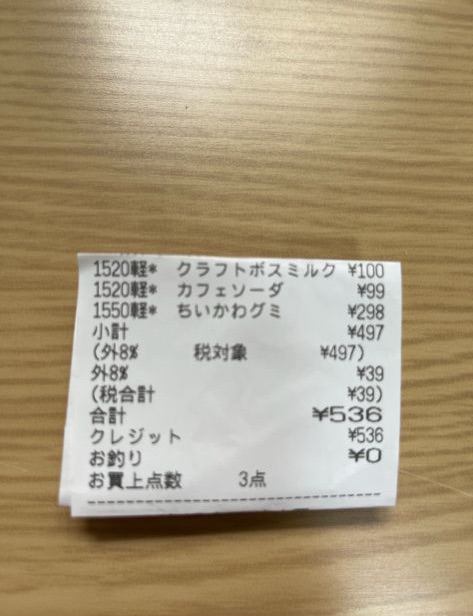 1520軽* クラフトボスミルク ¥100
1520軽* カフェソーダ ¥99
1550軽* ちいかわグミ ¥298
小計 ¥497
(外8% 税対象 ¥497)
外8% ¥39
(税合計 ¥39)
合計 ¥536
クレジット ¥536
お釣り ¥0
お買上点数 3点